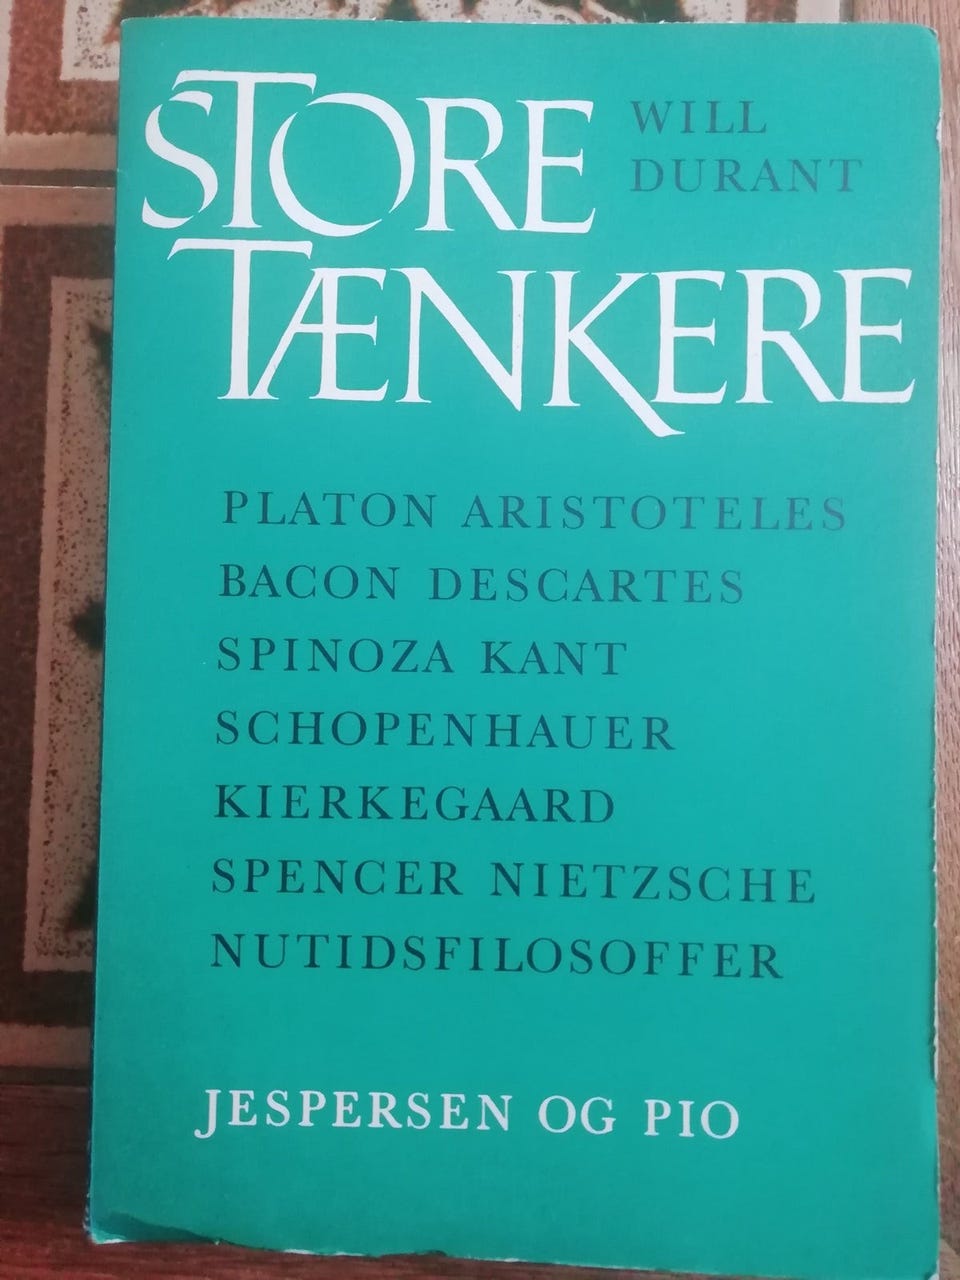 STORE
TÆNKERE
WILL
DURANT
PLATON ARISTOTELES
BACON DESCARTES
SPINOZA KANT
SCHOPENHAUER
KIERKEGAARD
SPENCER NIETZSCHE
NUTIDSFILOSOFFER
JESPERSEN OG PIO